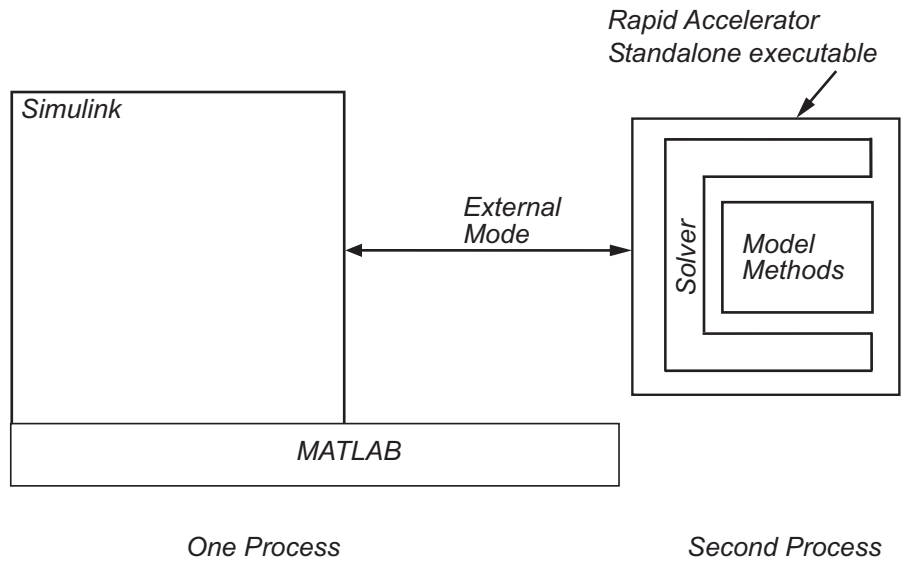 Rapid Accelerator
Standalone executable
Simulink
External
Mode
Solver
Model
Methods
MATLAB
One Process
Second Process